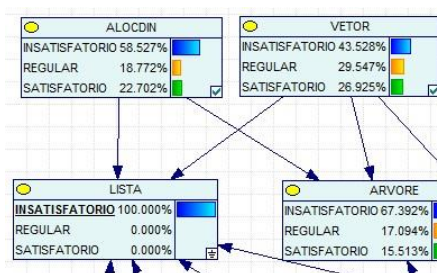 ALOCDIN
INSATISFATORIO 58.527%
REGULAR 18.772%
SATISFATORIO 22.702%
VETOR
INSATISFATORIO 43.528%
REGULAR 29.547%
SATISFATORIO 26.925%
LISTA
INSATISFATORIO 100.000%
REGULAR 0.000%
SATISFATORIO 0.000%
ARVORE
INSATISFATORIO 67.392%
REGULAR 17.094%
SATISFATORIO 15.513%